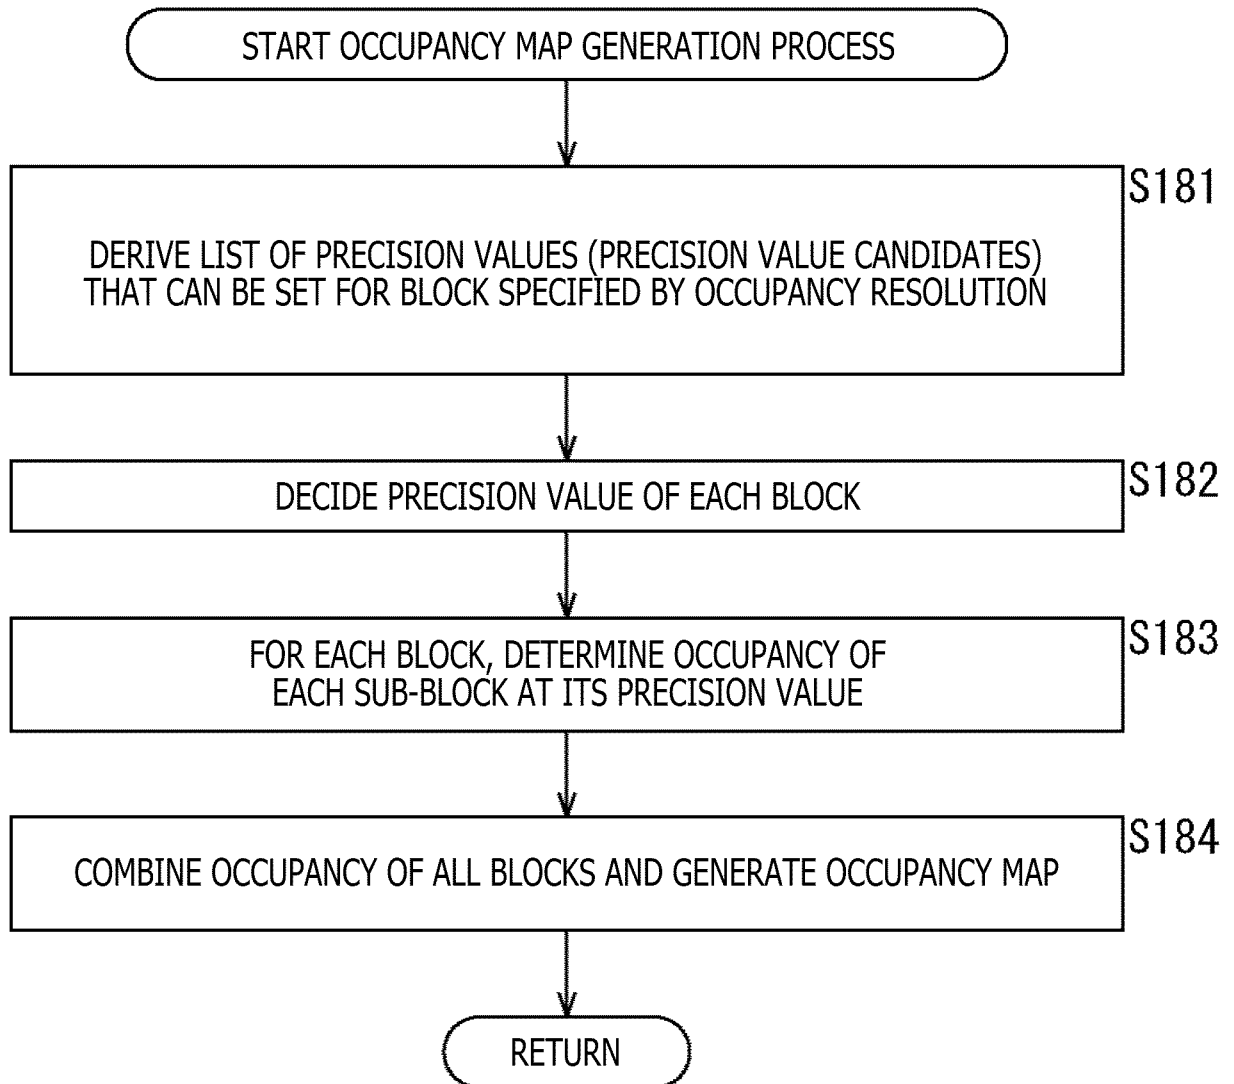 START OCCUPANCY MAP GENERATION PROCESS
S181
DERIVE LIST OF PRECISION VALUES (PRECISION VALUE CANDIDATES)
THAT CAN BE SET FOR BLOCK SPECIFIED BY OCCUPANCY RESOLUTION
S182
DECIDE PRECISION VALUE OF EACH BLOCK
S183
FOR EACH BLOCK, DETERMINE OCCUPANCY OF
EACH SUB-BLOCK AT ITS PRECISION VALUE
S184
COMBINE OCCUPANCY OF ALL BLOCKS AND GENERATE OCCUPANCY MAP
RETURN